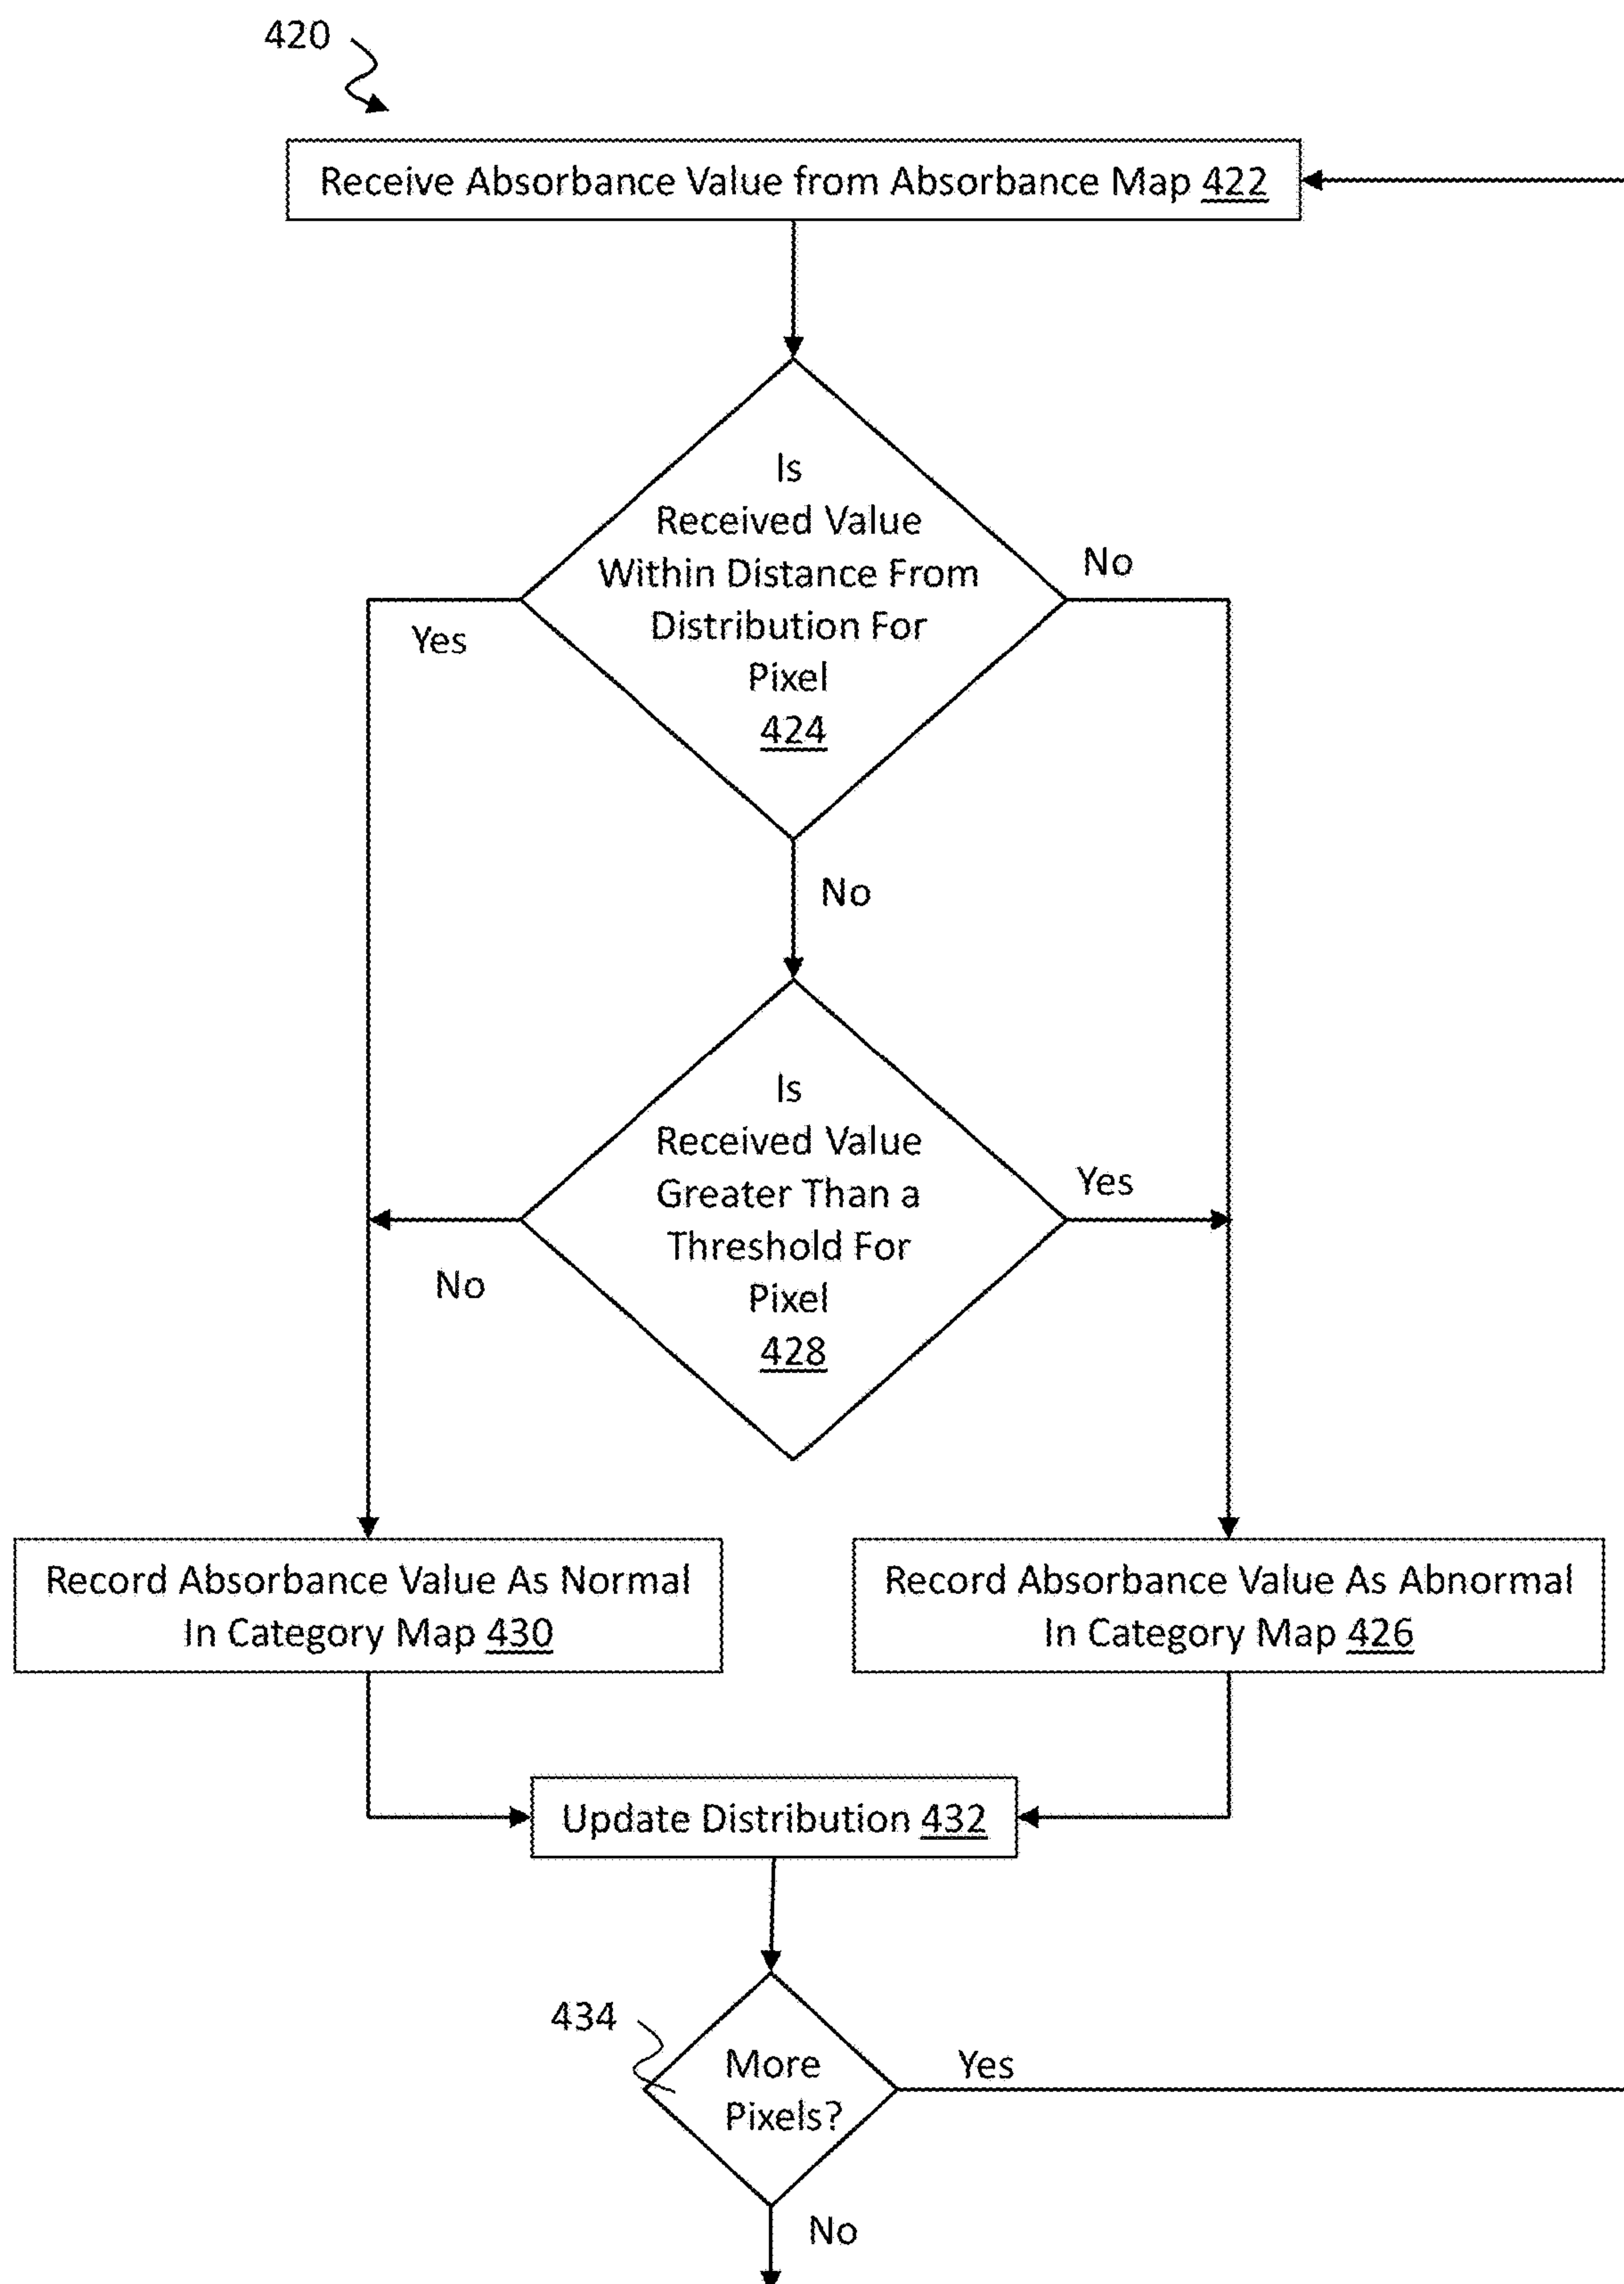 420
Receive Absorbance Value from Absorbance Map 422
Is
Received Value
Within Distance From
Distribution For
Pixel
424
No
Yes
No
Is
Received Value
Greater Than a
Threshold For
Pixel
428
Yes
No
Record Absorbance Value As Normal
In Category Map 430
Record Absorbance Value As Abnormal
In Category Map 426
Update Distribution 432
434
More
Pixels?
Yes
No